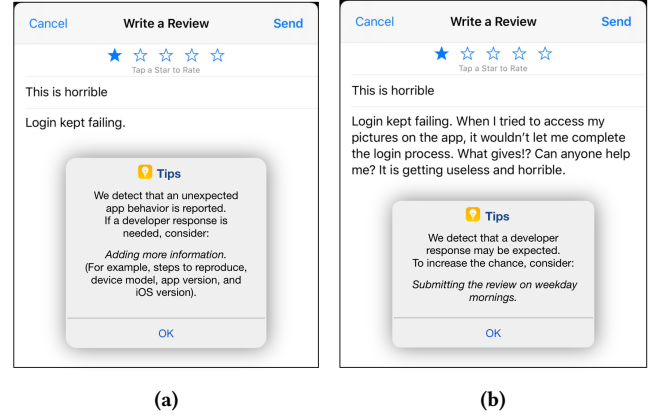 Cancel Write a Review Send
Tap a Star to Rate
This is horrible
Login kept failing.
Tips
We detect that an unexpected
app behavior is reported.
If a developer response is
needed, consider:
Adding more information.
(For example, steps to reproduce,
device model, app version, and
iOS version).
OK
(a)
Cancel Write a Review Send
Tap a Star to Rate
This is horrible
Login kept failing. When I tried to access my
pictures on the app, it wouldn't let me complete
the login process. What gives!? Can anyone help
me? It is getting useless and horrible.
Tips
We detect that a developer
response may be expected.
To increase the chance, consider:
Submitting the review on weekday
mornings.
OK
(b)